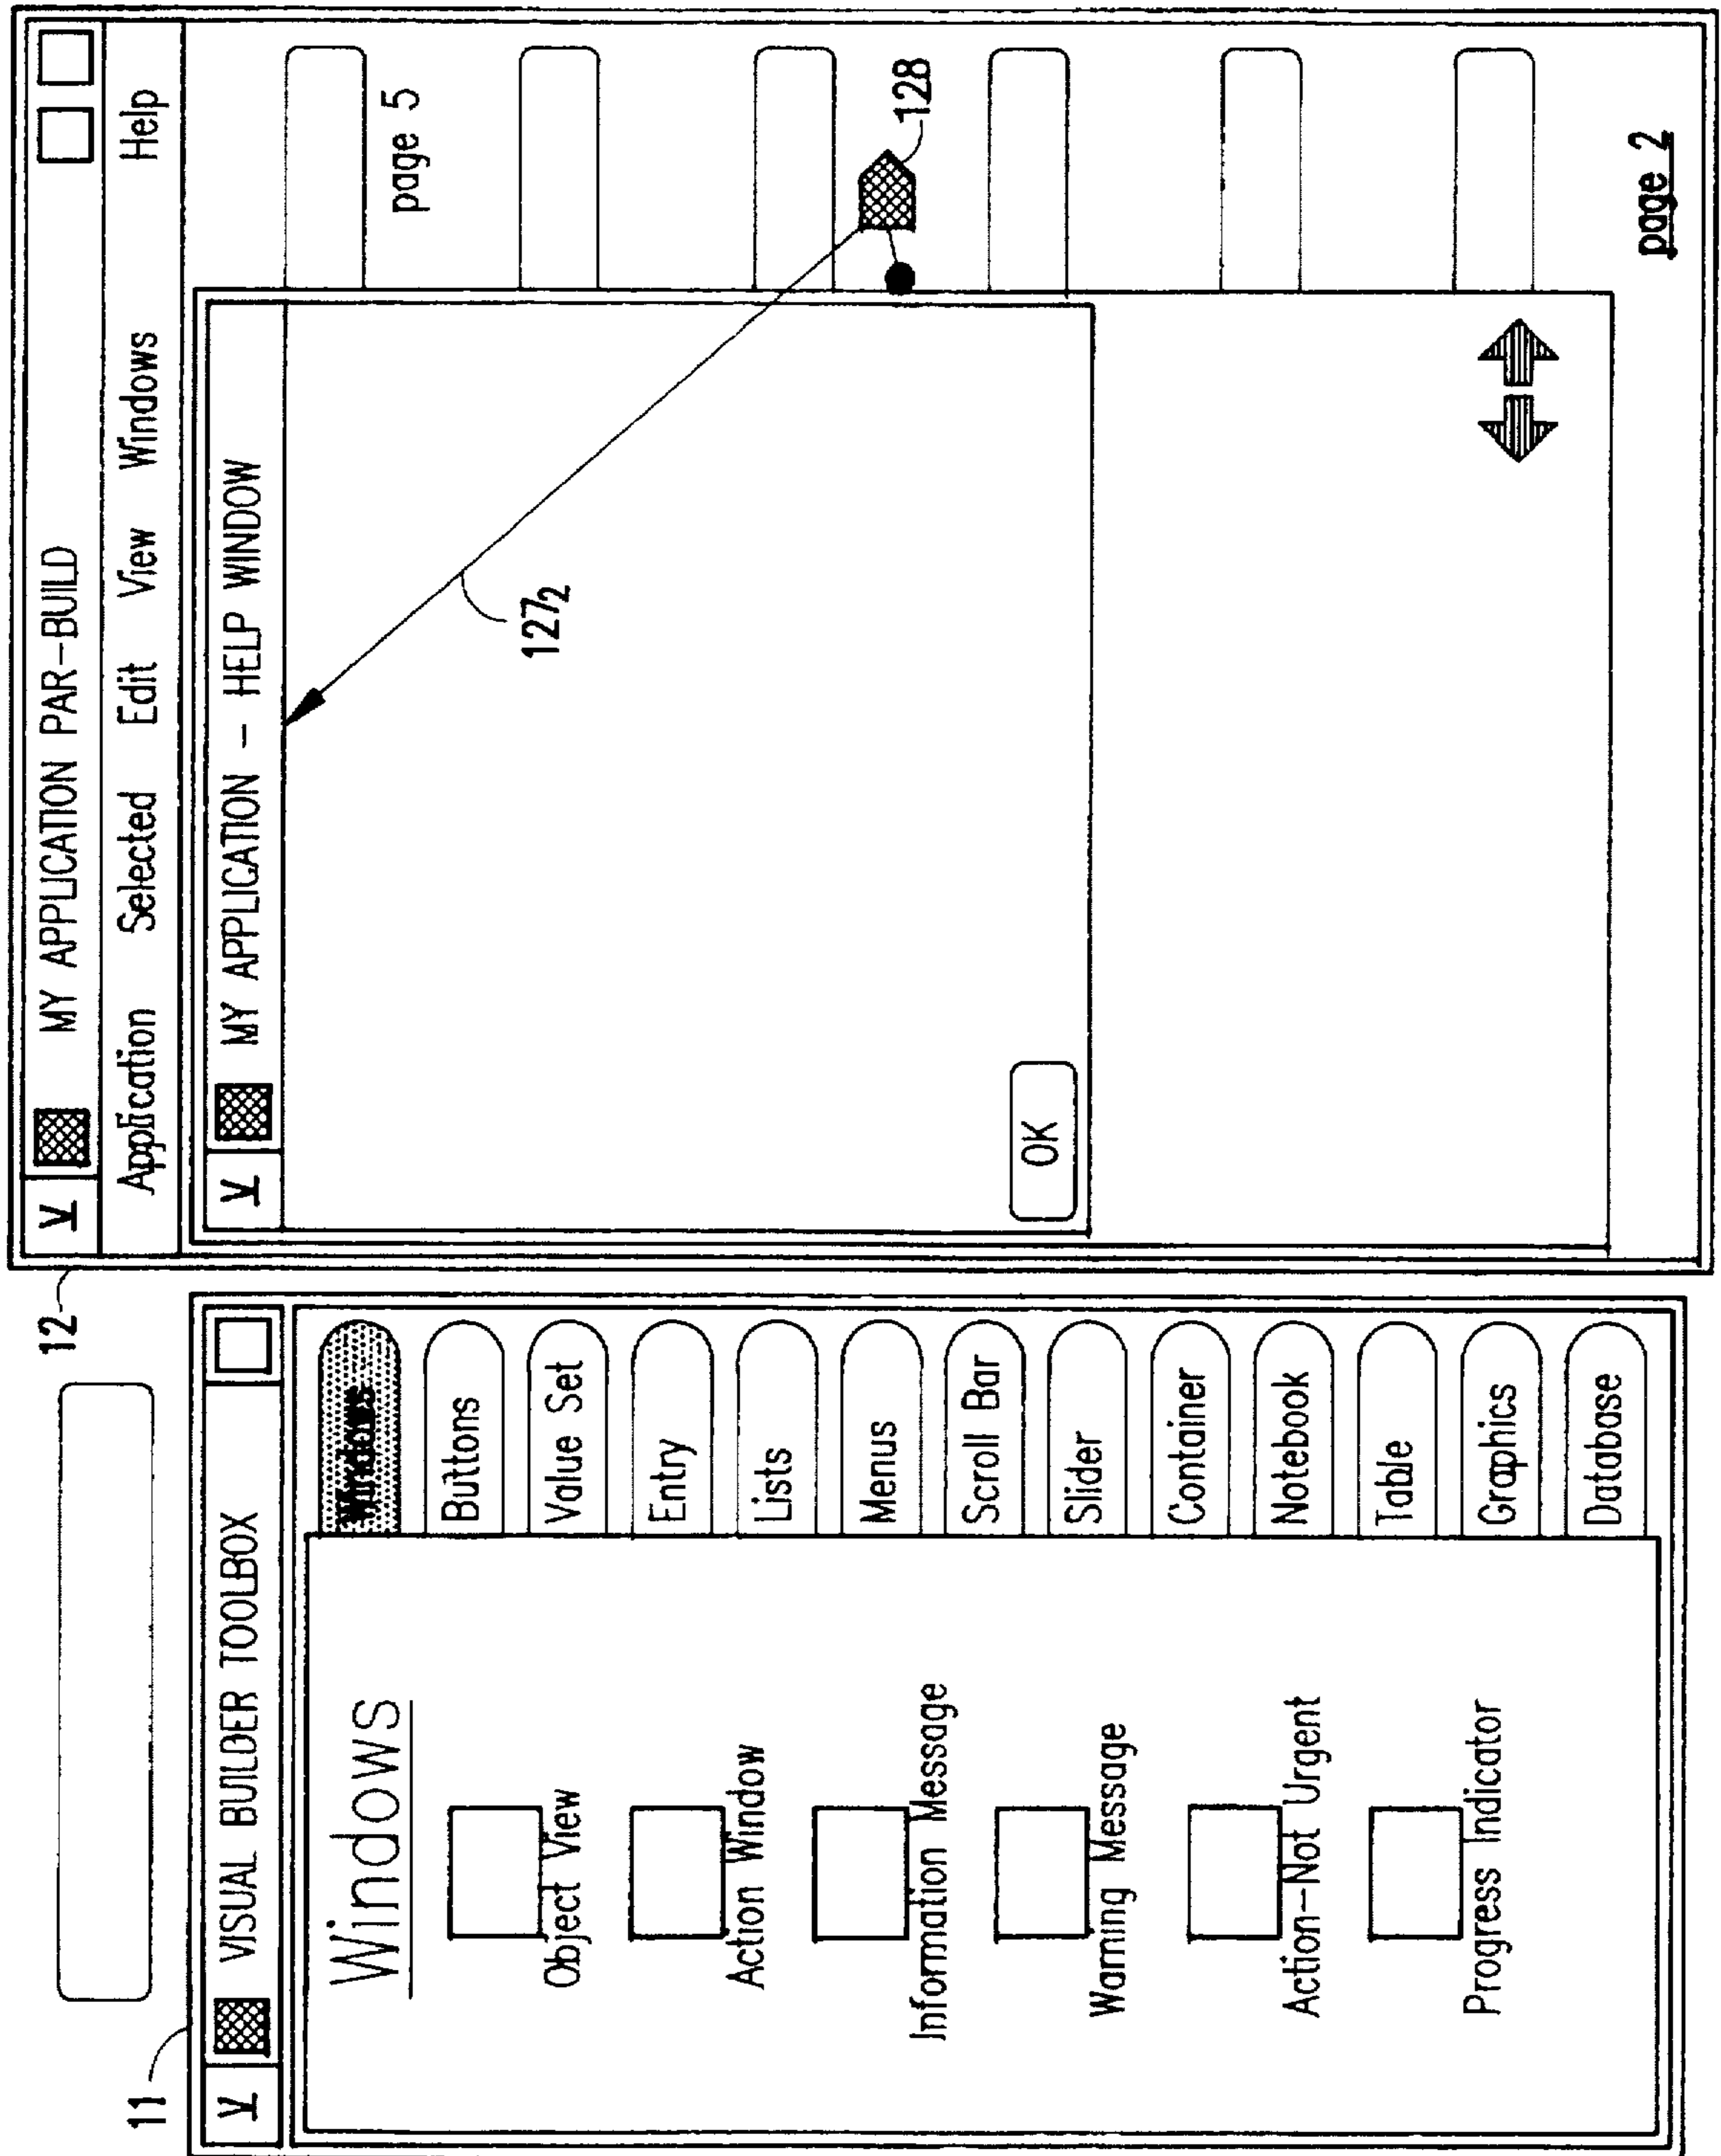 11
V VISUAL BUILDER TOOLBOX
Windows
Object View
Action Window
Information Message
Warning Message
Action-Not Urgent
Progress Indicator
Windows
Buttons
Value Set
Entry
Lists
Menus
Scroll Bar
Slider
Container
Notebook
Table
Graphics
Database
12
V MY APPLICATION PAR-BUILD
Application Selected Edit View Windows Help
V MY APPLICATION - HELP WINDOW
page 5
127₂
128
OK
page 2